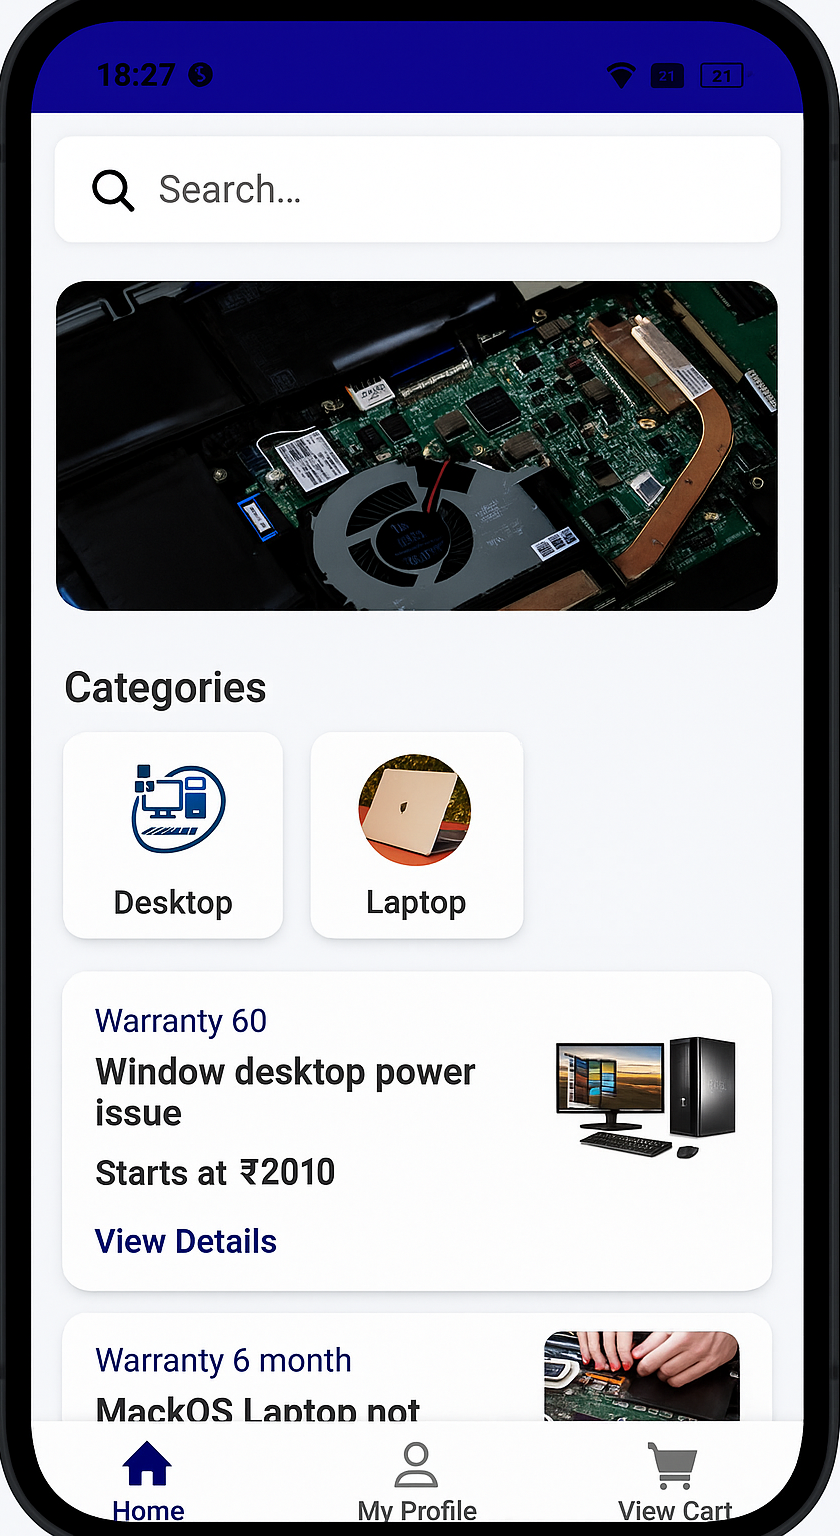 18:27
21
21
Search...
Categories
Desktop
Laptop
Warranty 60
Window desktop power
issue
Starts at ₹2010
View Details
Warranty 6 month
MackOS Laptop not
Home
My Profile
View Cart